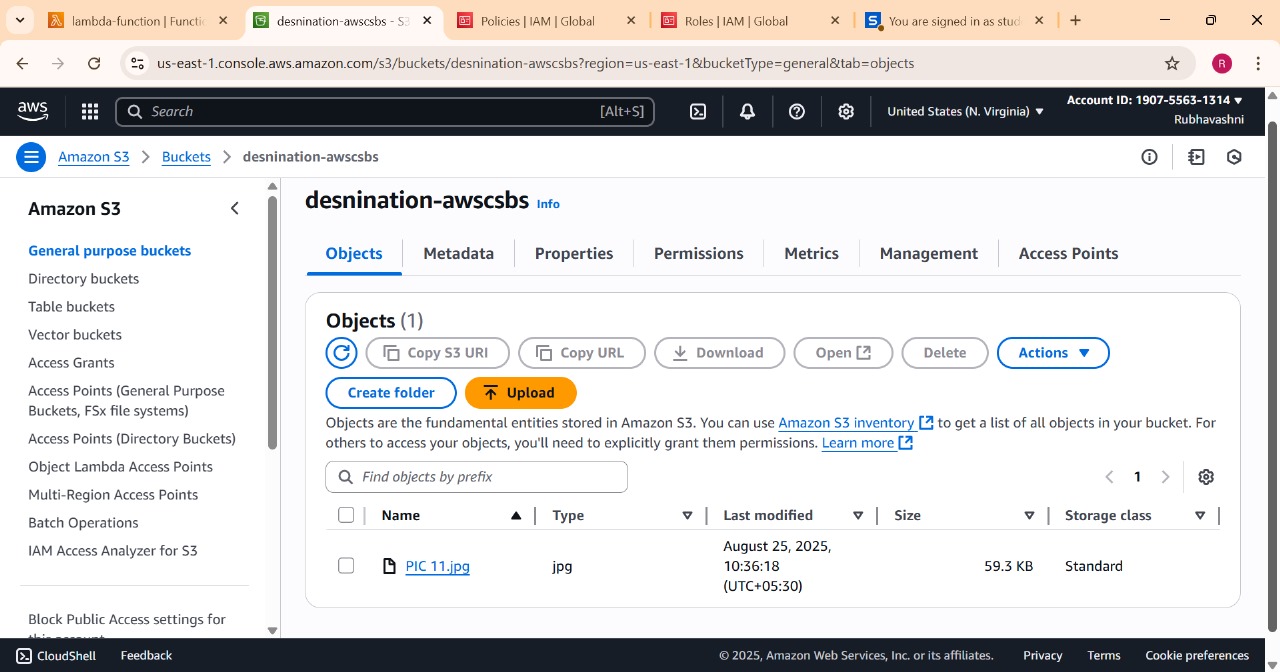 lambda-function | Functi
desnination-awscsbs - S3
Policies | IAM | Global
Roles | IAM | Global
You are signed in as stud
us-east-1.console.aws.amazon.com/s3/buckets/desnination-awscsbs?region=us-east-1&bucketType=general&tab=objects
R
aws
Search
[Alt+S]
United States (N. Virginia)
Account ID: 1907-5563-1314
Rubhavashni
Amazon S3
Buckets
desnination-awscsbs
Amazon S3
General purpose buckets
Directory buckets
Table buckets
Vector buckets
Access Grants
Access Points (General Purpose
Buckets, FSx file systems)
Access Points (Directory Buckets)
Object Lambda Access Points
Multi-Region Access Points
Batch Operations
IAM Access Analyzer for S3
Block Public Access settings for
this account
desnination-awscsbs Info
Objects
Metadata
Properties
Permissions
Metrics
Management
Access Points
Objects (1)
Copy S3 URI
Copy URL
Download
Open
Delete
Actions
Create folder
Upload
Objects are the fundamental entities stored in Amazon S3. You can use Amazon S3 inventory to get a list of all objects in your bucket. For
others to access your objects, you'll need to explicitly grant them permissions. Learn more
Find objects by prefix
1
Name
Type
Last modified
Size
Storage class
PIC 11.jpg
jpg
August 25, 2025,
10:36:18
(UTC+05:30)
59.3 KB
Standard
CloudShell
Feedback
© 2025, Amazon Web Services, Inc. or its affiliates.
Privacy
Terms
Cookie preferences